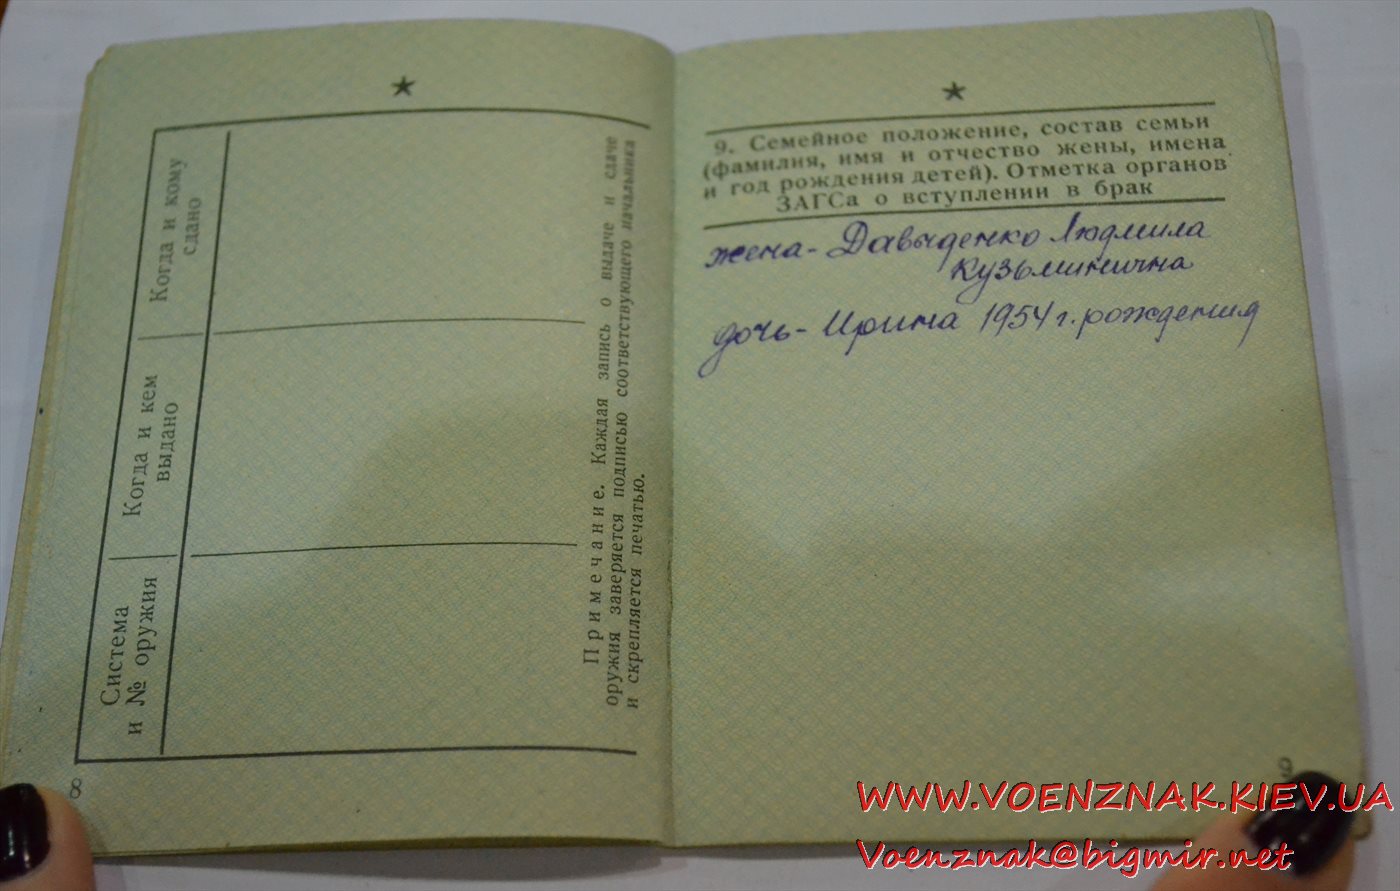 ★
Система
и № оружия
Когда и кем
выдано
Когда и кому
сдано
Примечание. Каждая запись о выдаче и сдаче
оружия заверяется подписью соответствующего начальника
и скрепляется печатью.
8
★
9. Семейное положение, состав семьи
(фамилия, имя и отчество жены, имена
и год рождения детей). Отметка органов
ЗАГСа о вступлении в брак
жена - Давыденко Людмила
Кузьминична
дочь - Ирина 1954 г. рождения
9
WWW.VOENZNAK.KIEV.UA
Voenznak@bigmir.net